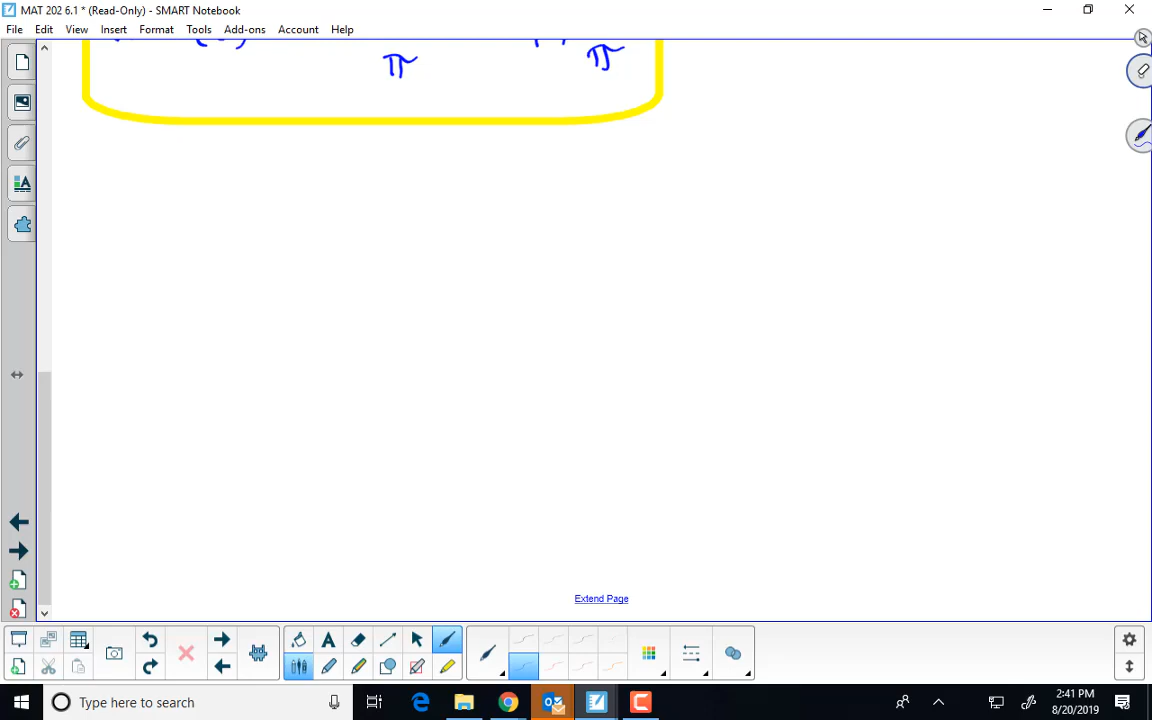 MAT 202 6.1 * (Read-Only) - SMART Notebook
File Edit View Insert Format Tools Add-ons Account Help
π π
Extend Page
Type here to search
2:41 PM
8/20/2019